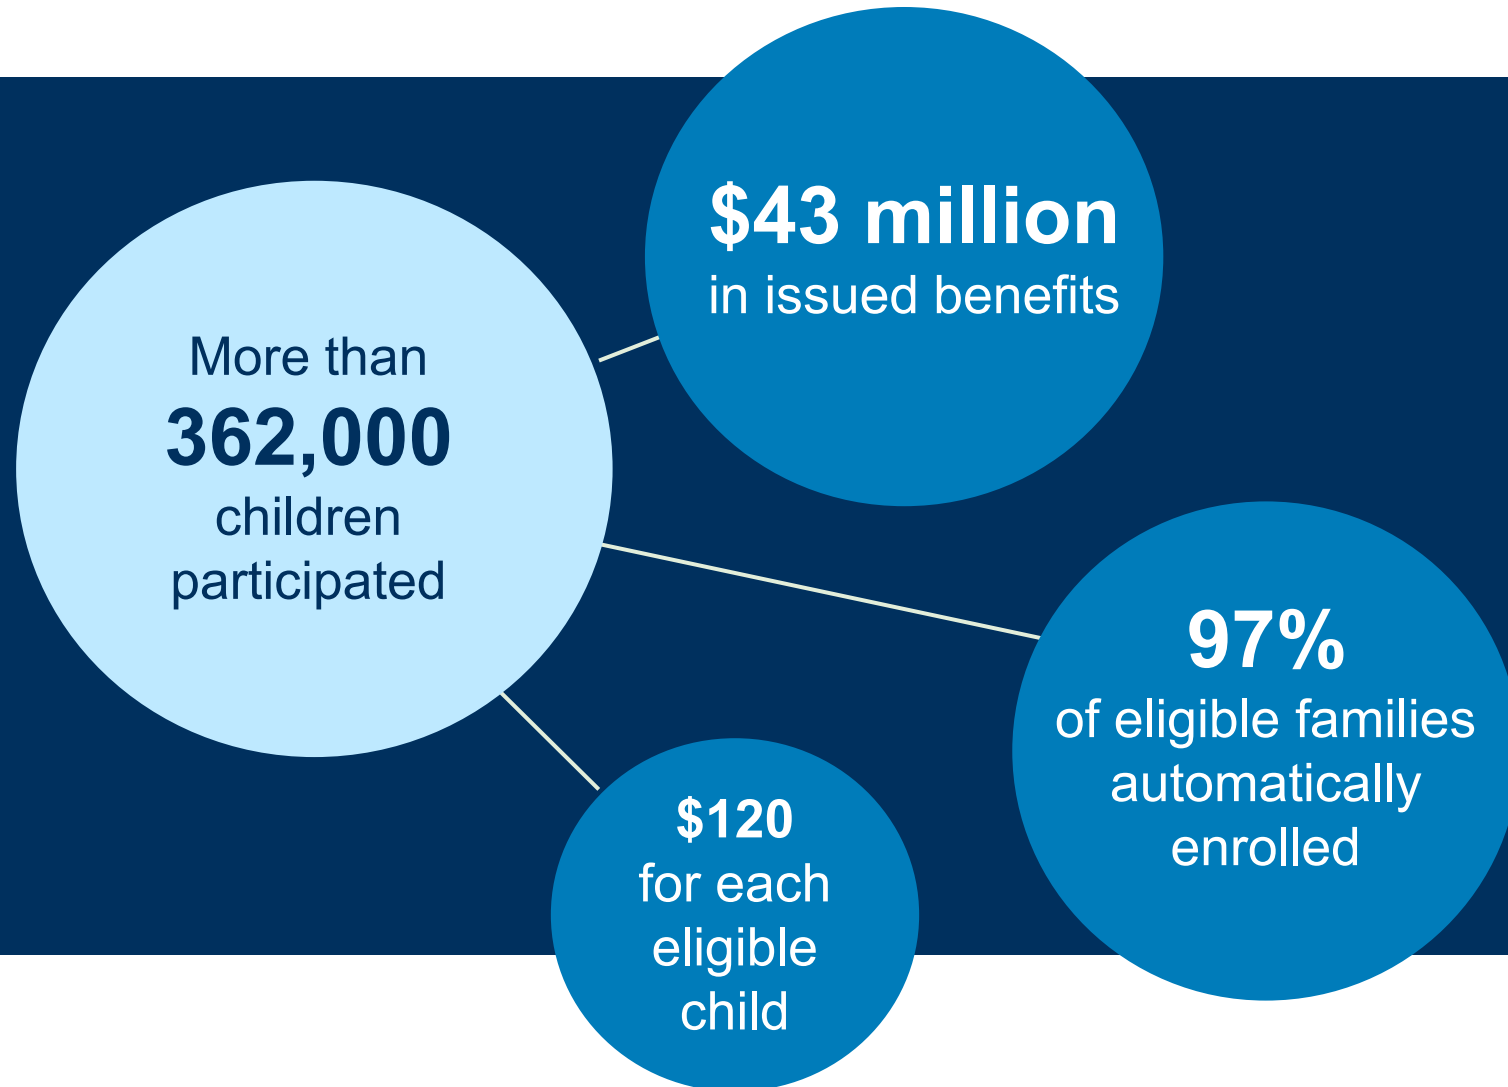 More than
362,000
children
participated
$43 million
in issued benefits
97%
of eligible families
automatically
enrolled
$120
for each
eligible
child